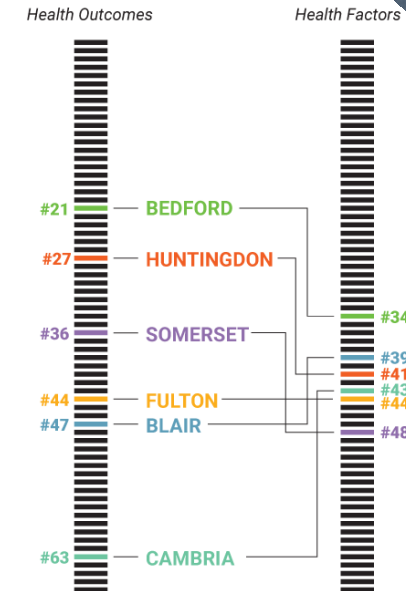 Health Outcomes
Health Factors
#21
BEDFORD
#27
HUNTINGDON
#34
#36
SOMERSET
#39
#41
#43
#44
FULTON
#44
#47
BLAIR
#48
#63
CAMBRIA